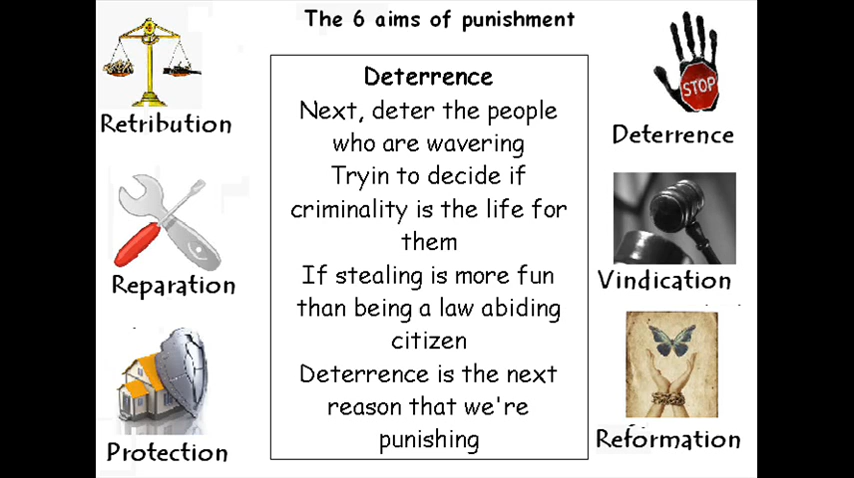 The 6 aims of punishment
Retribution
Reparation
Protection
Deterrence
Next, deter the people
who are wavering
Tryin to decide if
criminality is the life for
them
If stealing is more fun
than being a law abiding
citizen
Deterrence is the next
reason that we're
punishing
STOP
Deterrence
Vindication
Reformation